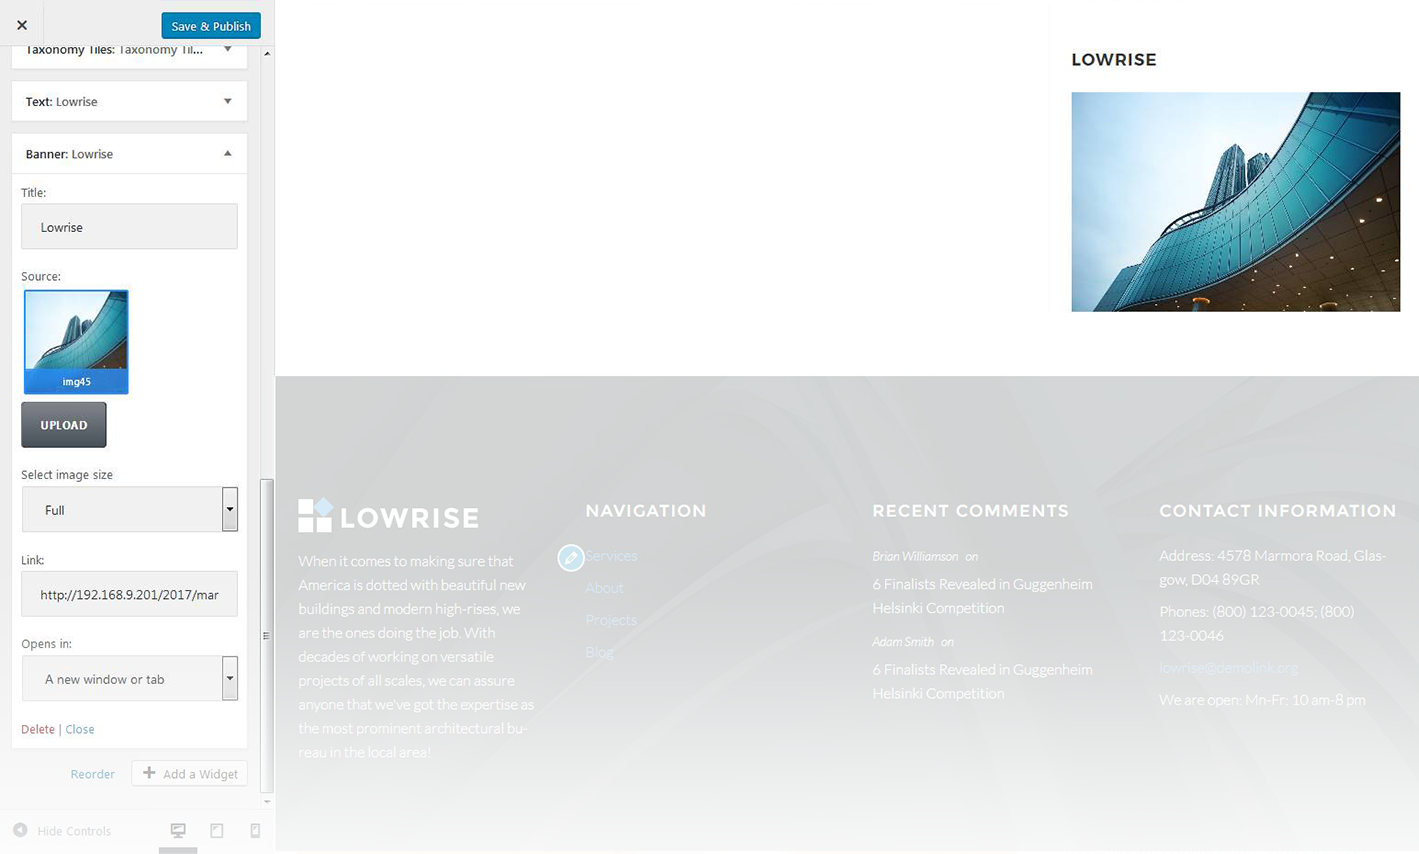 Save & Publish
Taxonomy Tiles: Taxonomy Til...
Text: Lowrise
Banner: Lowrise
Title:
Lowrise
Source:
img45
UPLOAD
Select image size
Full
Link:
http://192.168.9.201/2017/mar
Opens in:
A new window or tab
Delete | Close
Reorder
Add a Widget
Hide Controls
LOWRISE
LOWRISE
When it comes to making sure that
America is dotted with beautiful new
buildings and modern high-rises, we
are the ones doing the job. With
decades of working on versatile
projects of all scales, we can assure
anyone that we've got the expertise as
the most prominent architectural bu-
reau in the local area!
NAVIGATION
Services
About
Projects
Blog
RECENT COMMENTS
Brian Williamson on
6 Finalists Revealed in Guggenheim
Helsinki Competition
Adam Smith on
6 Finalists Revealed in Guggenheim
Helsinki Competition
CONTACT INFORMATION
Address: 4578 Marmora Road, Glas-
gow, D04 89GR
Phones: (800) 123-0045; (800)
123-0046
lowrise@demolink.org
We are open: Mn-Fr: 10 am-8 pm